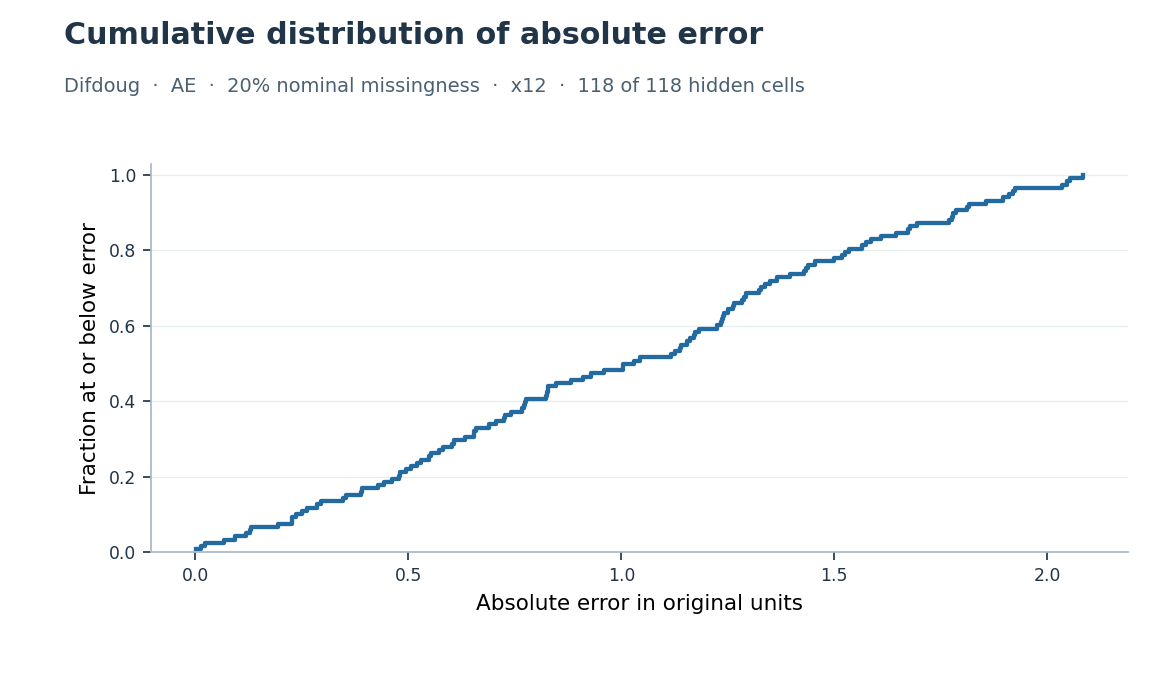 Cumulative distribution of absolute error
Difdoug · AE · 20% nominal missingness · x12 · 118 of 118 hidden cells
Fraction at or below error
1.0
0.8
0.6
0.4
0.2
0.0
0.0 0.5 1.0 1.5 2.0
Absolute error in original units